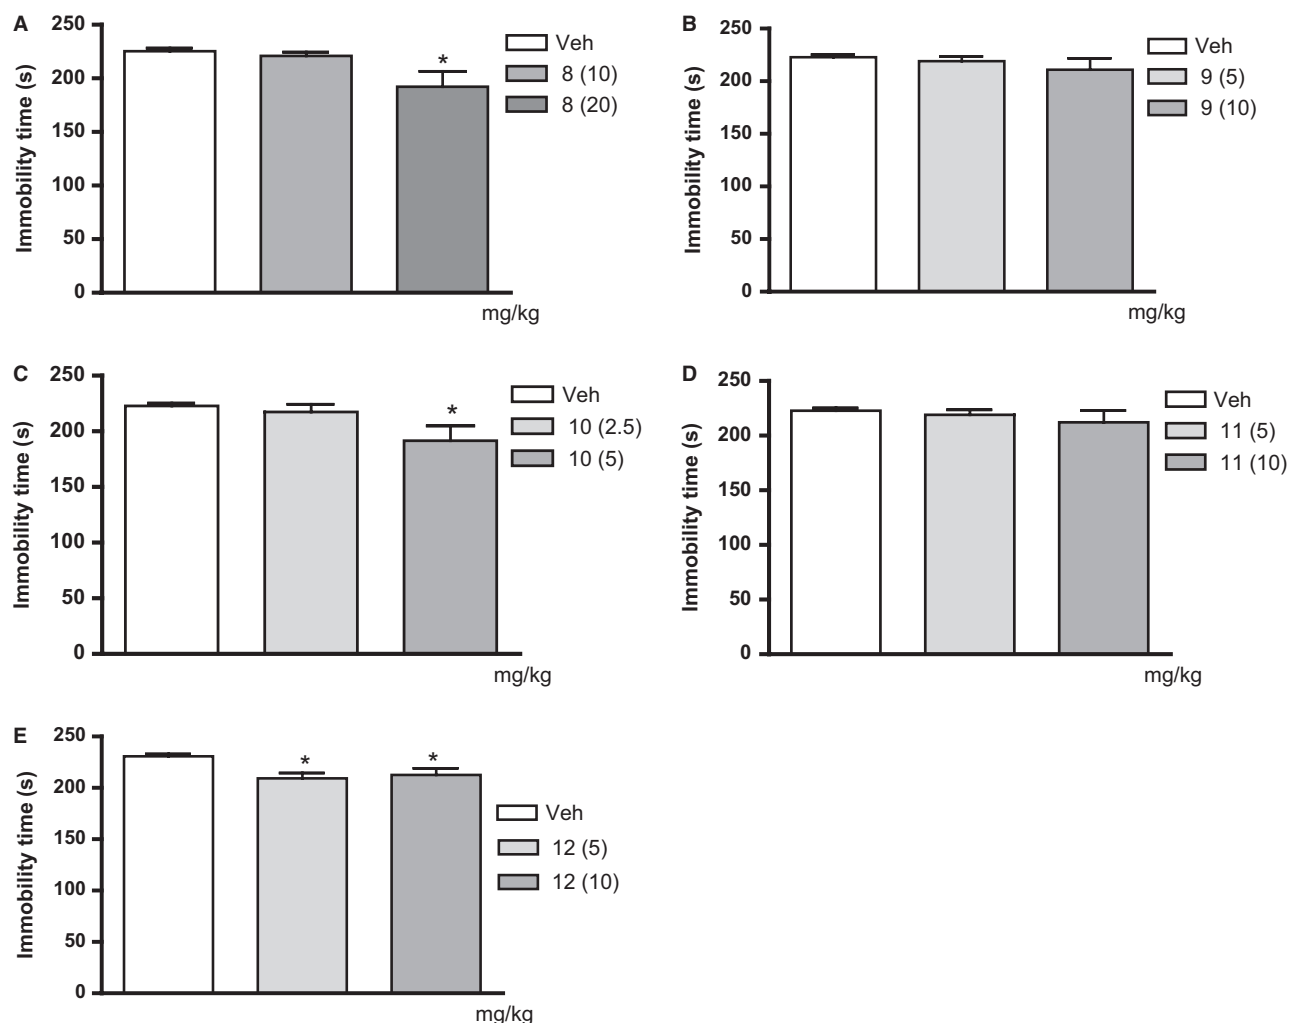 A
Immobility time (s)
250
200
150
100
50
0
*
mg/kg
Veh
8 (10)
8 (20)
B
Immobility time (s)
250
200
150
100
50
0
mg/kg
Veh
9 (5)
9 (10)
C
Immobility time (s)
250
200
150
100
50
0
*
mg/kg
Veh
10 (2.5)
10 (5)
D
Immobility time (s)
250
200
150
100
50
0
mg/kg
Veh
11 (5)
11 (10)
E
Immobility time (s)
250
200
150
100
50
0
* *
mg/kg
Veh
12 (5)
12 (10)